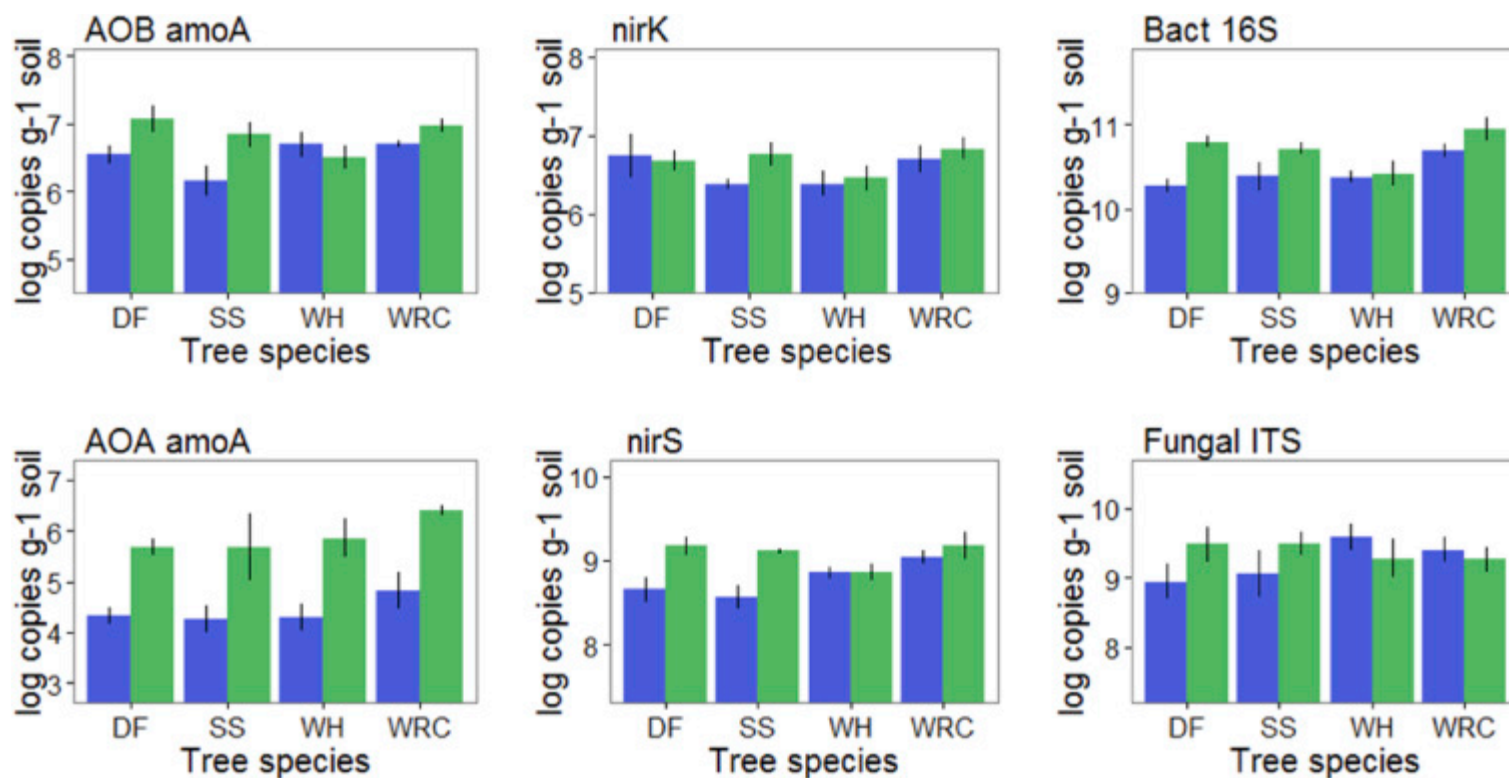 AOB amoA
log copies g-1 soil
8
7
6
5
DF SS WH WRC
Tree species
nirK
log copies g-1 soil
8
7
6
5
DF SS WH WRC
Tree species
Bact 16S
log copies g-1 soil
11
10
9
DF SS WH WRC
Tree species
AOA amoA
log copies g-1 soil
7
6
5
4
3
DF SS WH WRC
Tree species
nirS
log copies g-1 soil
10
9
8
DF SS WH WRC
Tree species
Fungal ITS
log copies g-1 soil
10
9
8
DF SS WH WRC
Tree species